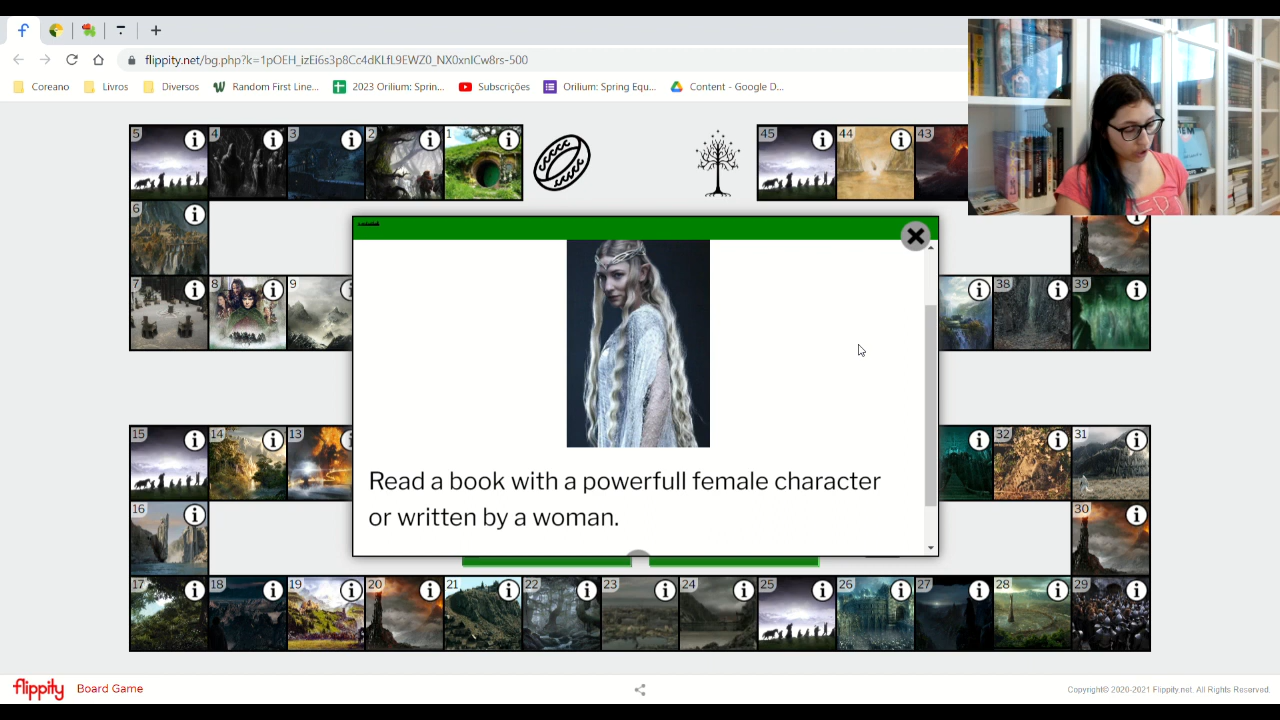 flippity.net/bg.php?k=1pOEH_izEi6s3p8Cc4dKLfL9EWZ0_NX0xnICw8rs-500
Coreano Livros Diversos Random First Line... 2023 Orilium: Sprin... Subscrições Orilium: Spring Equ... Content - Google D...
5 4 3 2 1 45 44 43
6
7 8 9 38 39
Read a book with a powerfull female character
or written by a woman.
15 14 13 32 31
16 30
17 18 19 20 21 22 23 24 25 26 27 28 29
flippity Board Game
Copyright© 2020-2021 Flippity.net. All Rights Reserved.